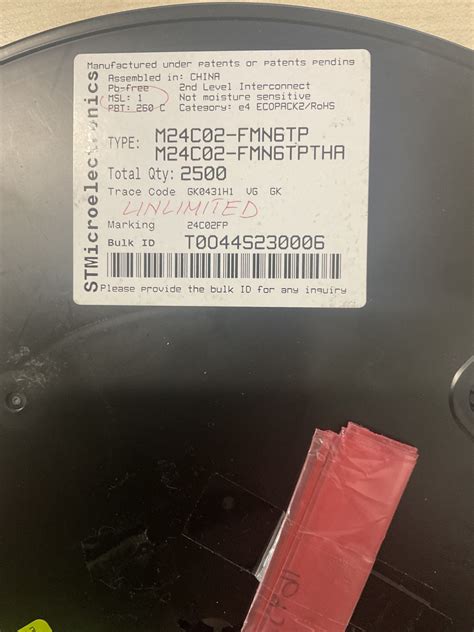 STMicroelectronics
Manufactured under patents or patents pending
Assembled in: CHINA
Pb-free 2nd Level Interconnect
MSL: 1 Not moisture sensitive
PBT: 260 C Category: e4 ECOPACK2/RoHS
TYPE: M24C02-FMN6TP
M24C02-FMN6TPTHA
Total Qty: 2500
Trace Code GK0431H1 VG GK
UNLIMITED
Marking 24C02FP
Bulk ID T0044S230006
Please provide the bulk ID for any inquiry